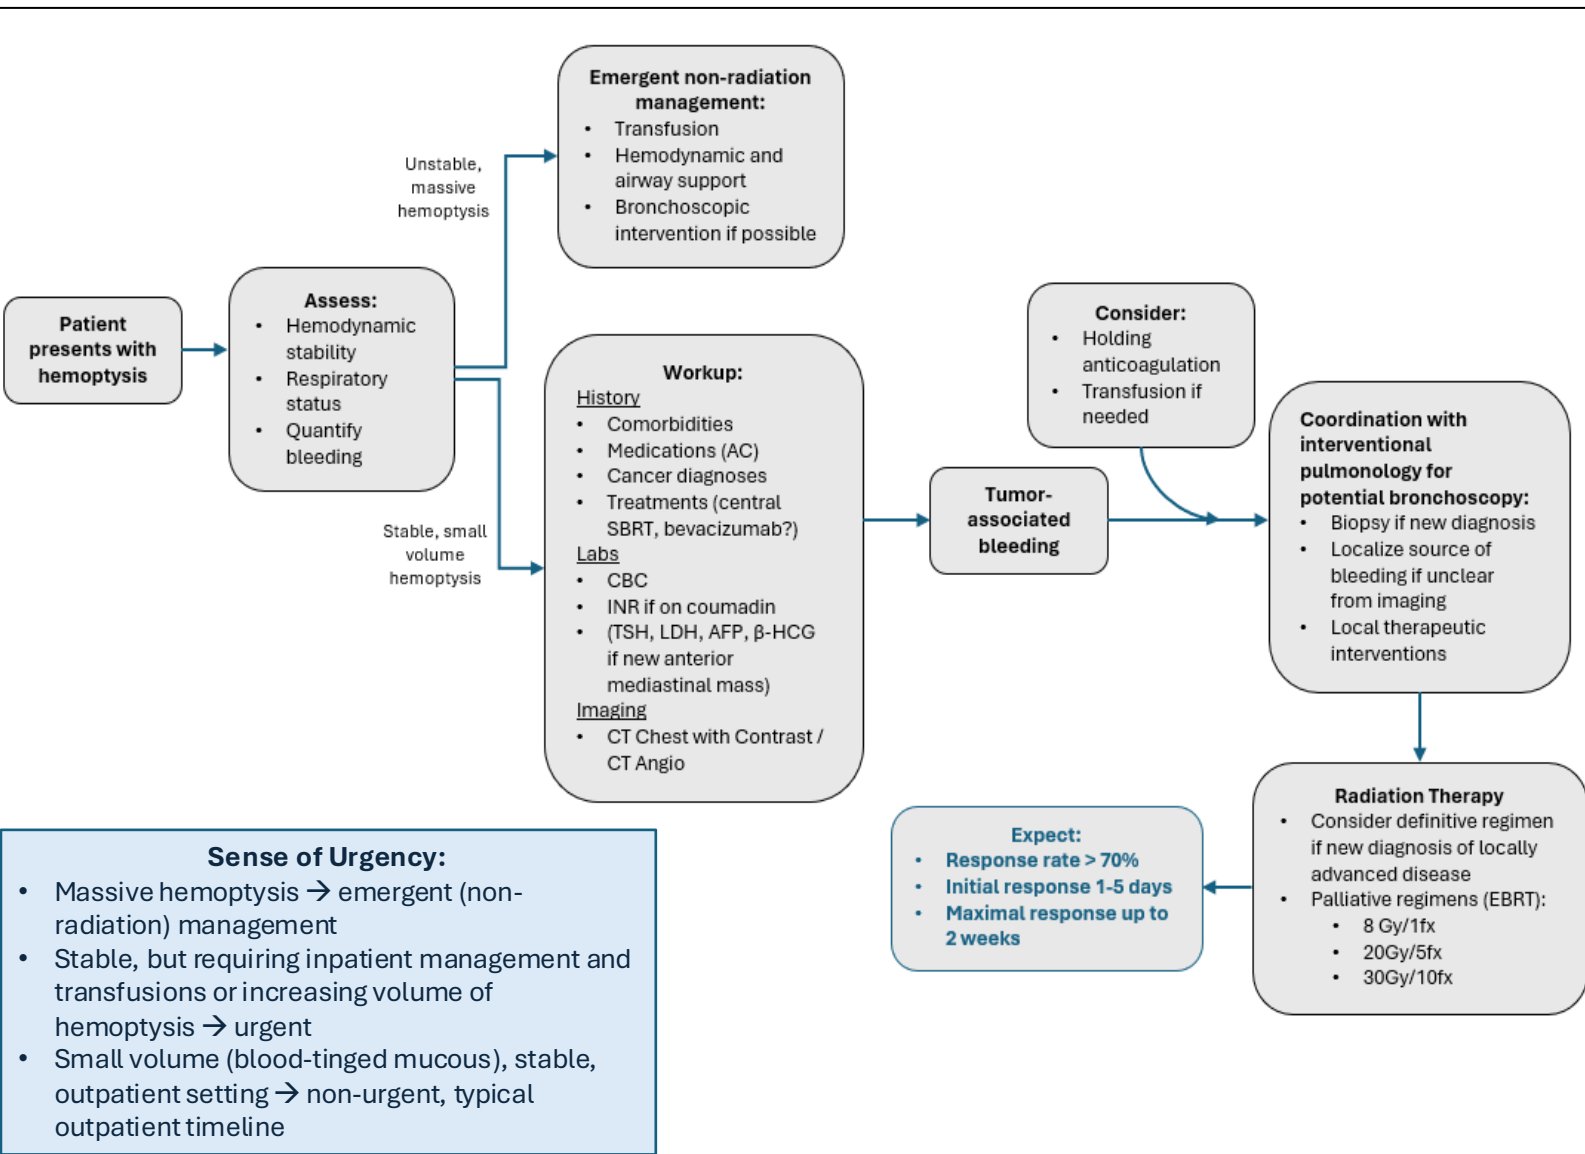 Patient
presents with
hemoptysis
Assess:
• Hemodynamic
stability
• Respiratory
status
• Quantify
bleeding
Unstable,
massive
hemoptysis
Emergent non-radiation
management:
• Transfusion
• Hemodynamic and
airway support
• Bronchoscopic
intervention if possible
Stable, small
volume
hemoptysis
Workup:
History
• Comorbidities
• Medications (AC)
• Cancer diagnoses
• Treatments (central
SBRT, bevacizumab?)
Labs
• CBC
• INR if on coumadin
• (TSH, LDH, AFP, β-HCG
if new anterior
mediastinal mass)
Imaging
• CT Chest with Contrast /
CT Angio
Tumor-
associated
bleeding
Consider:
• Holding
anticoagulation
• Transfusion if
needed
Coordination with
interventional
pulmonology for
potential bronchoscopy:
• Biopsy if new diagnosis
• Localize source of
bleeding if unclear
from imaging
• Local therapeutic
interventions
Radiation Therapy
• Consider definitive regimen
if new diagnosis of locally
advanced disease
• Palliative regimens (EBRT):
• 8 Gy/1fx
• 20Gy/5fx
• 30Gy/10fx
Expect:
• Response rate > 70%
• Initial response 1-5 days
• Maximal response up to
2 weeks
Sense of Urgency:
• Massive hemoptysis → emergent (non-
radiation) management
• Stable, but requiring inpatient management and
transfusions or increasing volume of
hemoptysis → urgent
• Small volume (blood-tinged mucous), stable,
outpatient setting → non-urgent, typical
outpatient timeline